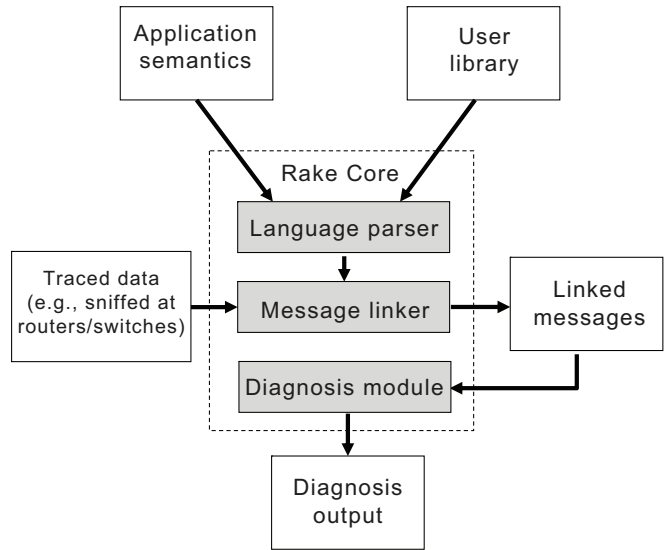 Application
semantics
User
library
Rake Core
Language parser
Traced data
(e.g., sniffed at
routers/switches)
Message linker
Linked
messages
Diagnosis module
Diagnosis
output